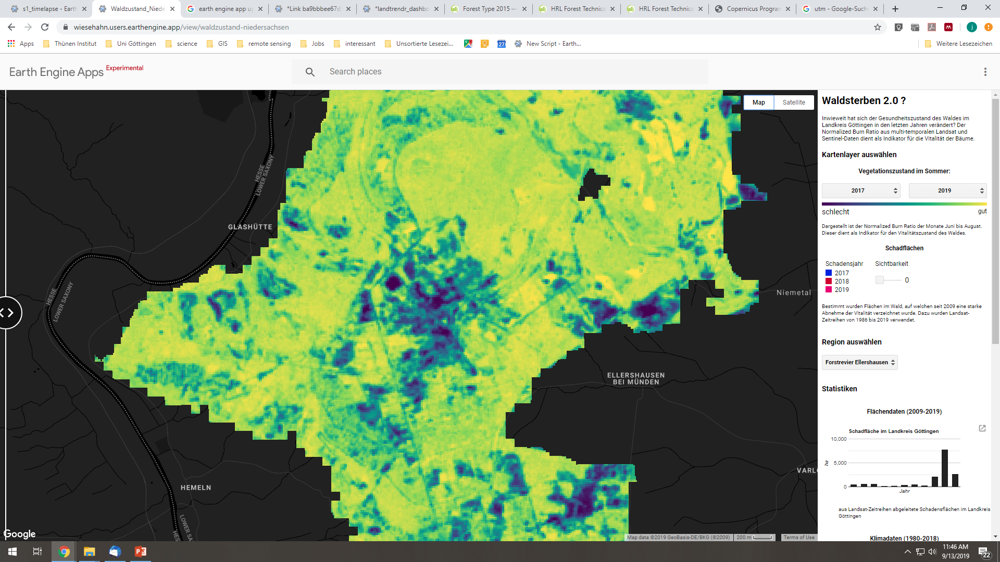 s1_timelapse - Earth
Waldzustand_Niede
earth engine app up
*Link ba9bbbee67d
*landtrendr_dashbo
Forest Type 2015 —
HRL Forest Technica
HRL Forest Technica
Copernicus Program
utm - Google-Suche
wiesehahn.users.earthengine.app/view/waldzustand-niedersachsen
Apps
Thünen Institut
Uni Göttingen
science
GIS
remote sensing
Jobs
interessant
Unsortierte Lesezei...
27
New Script - Earth...
Weitere Lesezeichen
Earth Engine Apps Experimental
Search places
Map
Satellite
HESSE
LOWER SAXONY
GLASHÜTTE
HESSE
LOWER SAXONY
Niemetal
ELLERSHAUSEN
BEI MÜNDEN
VARLO
HEMELN
LOWER SA
HES
Google
Map data ©2019 GeoBasis-DE/BKG (©2009)
200 m
Terms of Use
Waldsterben 2.0 ?
Inwieweit hat sich der Gesundheitszustand des Waldes im
Landkreis Göttingen in den letzten Jahren verändert? Der
Normalized Burn Ratio aus multi-temporalen Landsat und
Sentinel-Daten dient als Indikator für die Vitalität der Bäume.
Kartenlayer auswählen
Vegetationszustand im Sommer:
2017
2019
schlecht
gut
Dargestellt ist der Normalized Burn Ratio der Monate Juni bis August.
Dieser dient als Indikator für den Vitalitätszustand des Waldes.
Schadflächen
Schadensjahr
Sichtbarkeit
2017
2018
0
2019
Bestimmt wurden Flächen im Wald, auf welchen seit 2009 eine starke
Abnehme der Vitalität verzeichnet wurde. Dazu wurden Landsat-
Zeitreihen von 1986 bis 2019 verwendet.
Region auswählen
Forstrevier Ellershausen
Statistiken
Flächendaten (2009-2019)
Schadfläche im Landkreis Göttingen
10,000
5,000
0
ha
Jahr
aus Landsat-Zeitreihen abgeleitete Schadensflächen im Landkreis
Göttingen
Klimadaten (1980-2018)
11:46 AM
9/13/2019
22